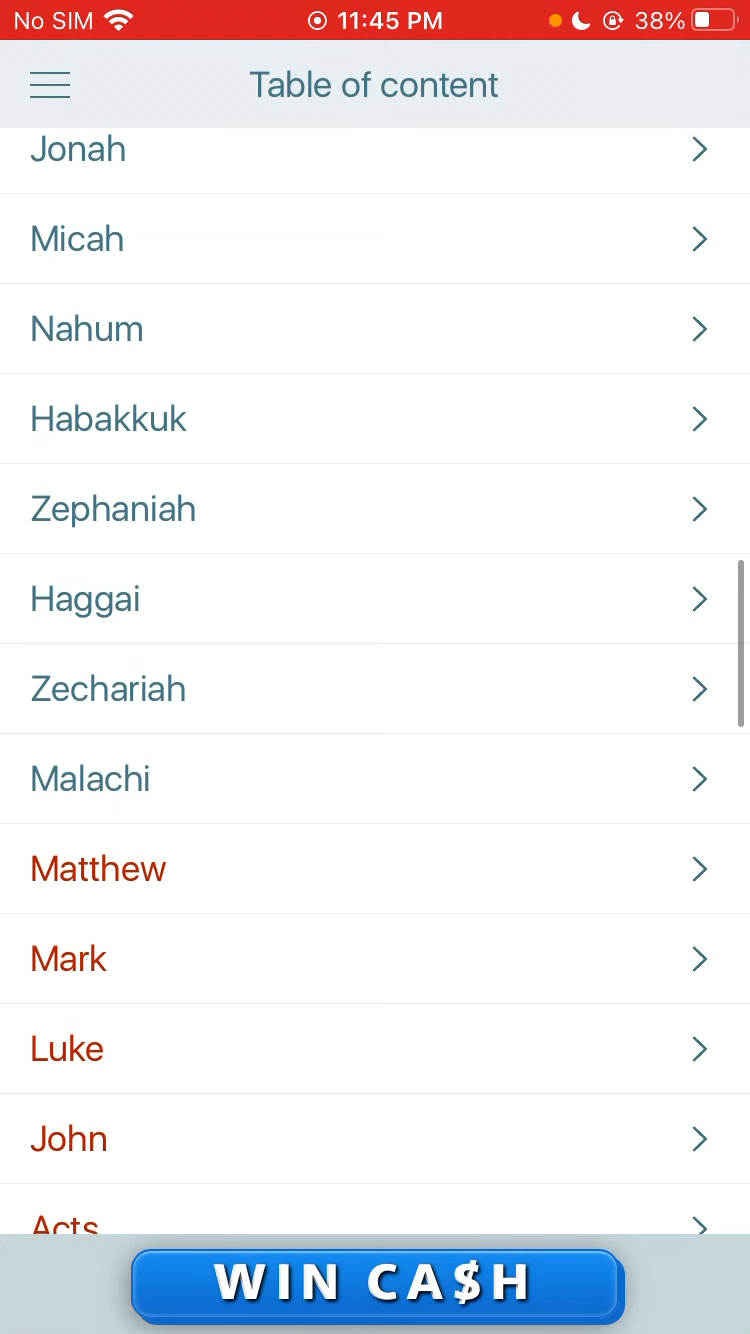 No SIM 11:45 PM 38%
Table of content
Jonah
Micah
Nahum
Habakkuk
Zephaniah
Haggai
Zechariah
Malachi
Matthew
Mark
Luke
John
Acts
WIN CA$H